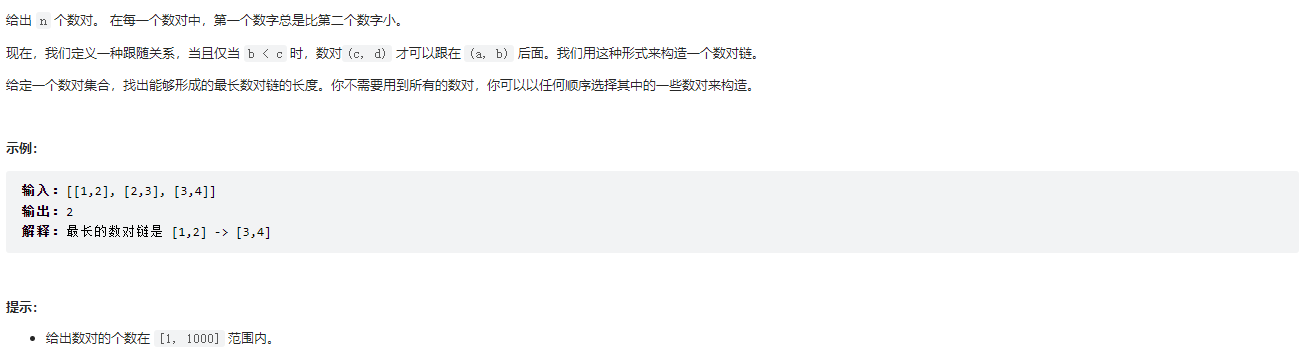 给出 n 个数对。 在每一个数对中，第一个数字总是比第二个数字小。
现在，我们定义一种跟随关系，当且仅当 b < c 时，数对(c, d) 才可以跟在 (a, b) 后面。我们用这种形式来构造一个数对链。
给定一个数对集合，找出能够形成的最长数对链的长度。你不需要用到所有的数对，你可以以任何顺序选择其中的一些数对来构造。
示例：
输入：[[1,2], [2,3], [3,4]]
输出：2
解释：最长的数对链是 [1,2] -> [3,4]
提示：
• 给出数对的个数在 [1, 1000] 范围内。